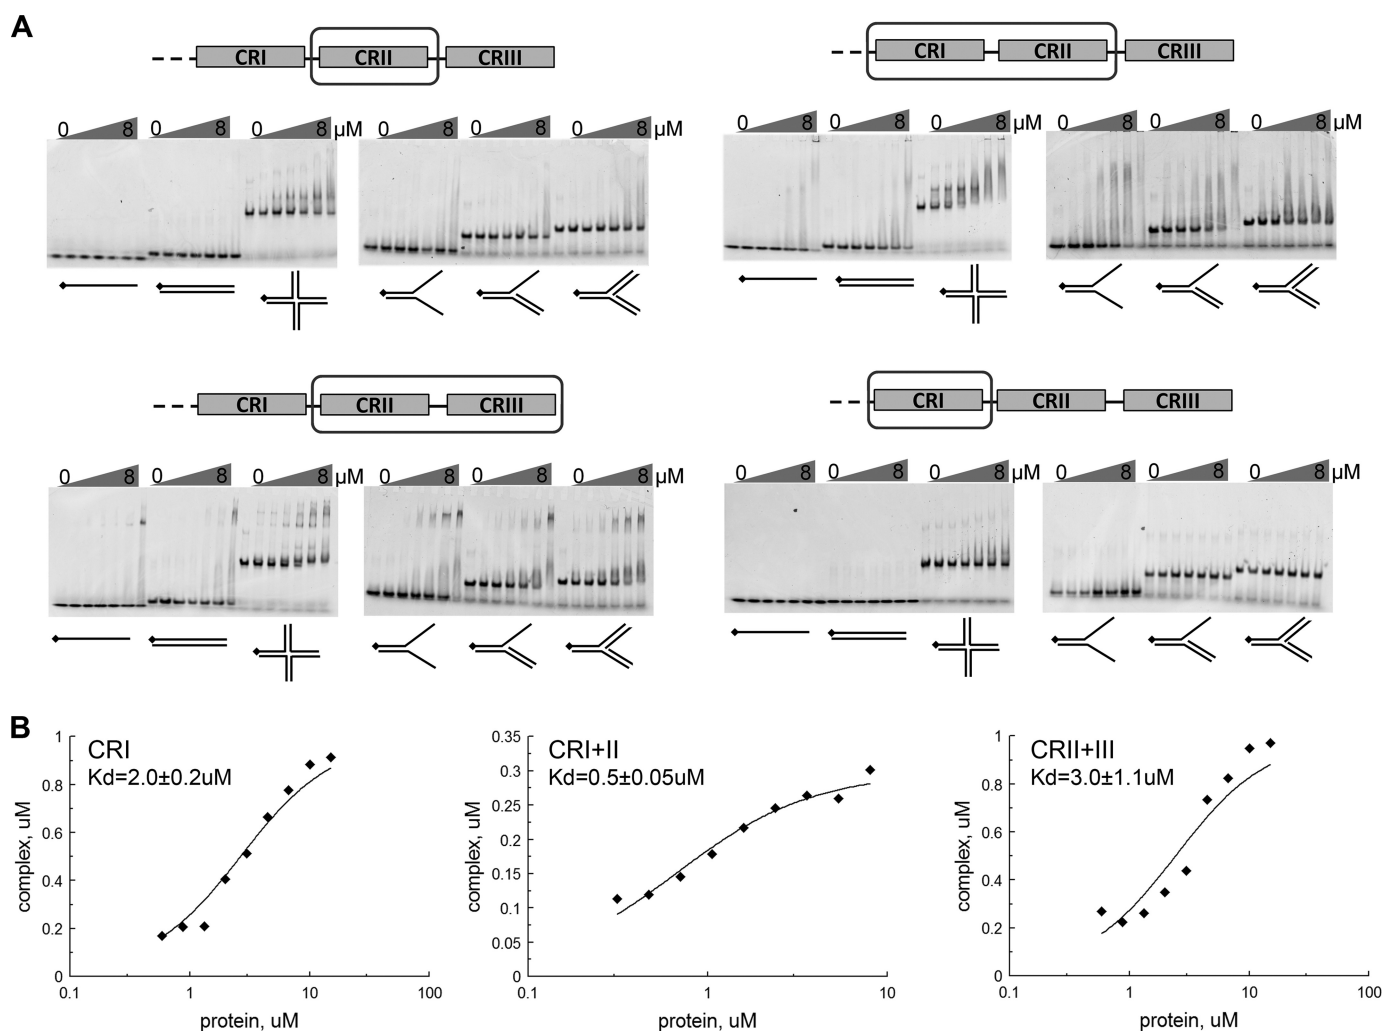 A
CRI CRII CRIII
CRI CRII CRIII
0 8 0 8 0 8 µM 0 8 0 8 0 8 µM
0 8 0 8 0 8 µM 0 8 0 8 0 8 µM
CRI CRII CRIII
CRI CRII CRIII
0 8 0 8 0 8 µM 0 8 0 8 0 8 µM
0 8 0 8 0 8 µM 0 8 0 8 0 8 µM
B
CRI
Kd=2.0±0.2uM
complex, uM
1
0.8
0.6
0.4
0.2
0
0.1 1 10 100
protein, uM
CRI+II
Kd=0.5±0.05uM
complex, uM
0.35
0.3
0.25
0.2
0.15
0.1
0.05
0
0.1 1 10
protein, uM
CRII+III
Kd=3.0±1.1uM
complex, uM
1
0.8
0.6
0.4
0.2
0
0.1 1 10 100
protein, uM